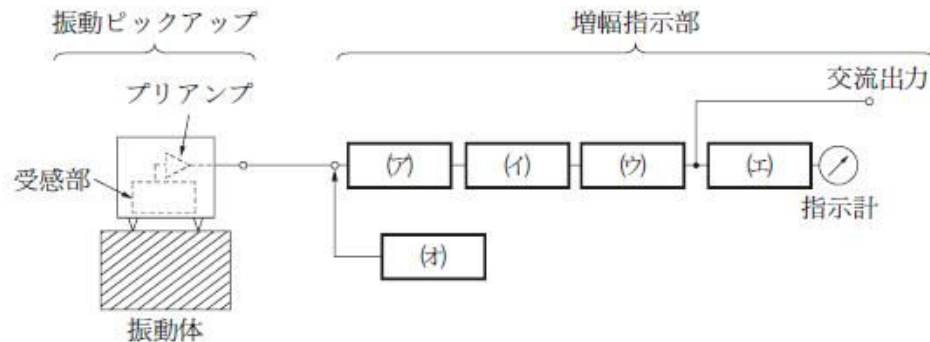 振動ピックアップ
増幅指示部
プリアンプ
交流出力
受感部
(ア)
(イ)
(ウ)
(エ)
指示計
(オ)
振動体